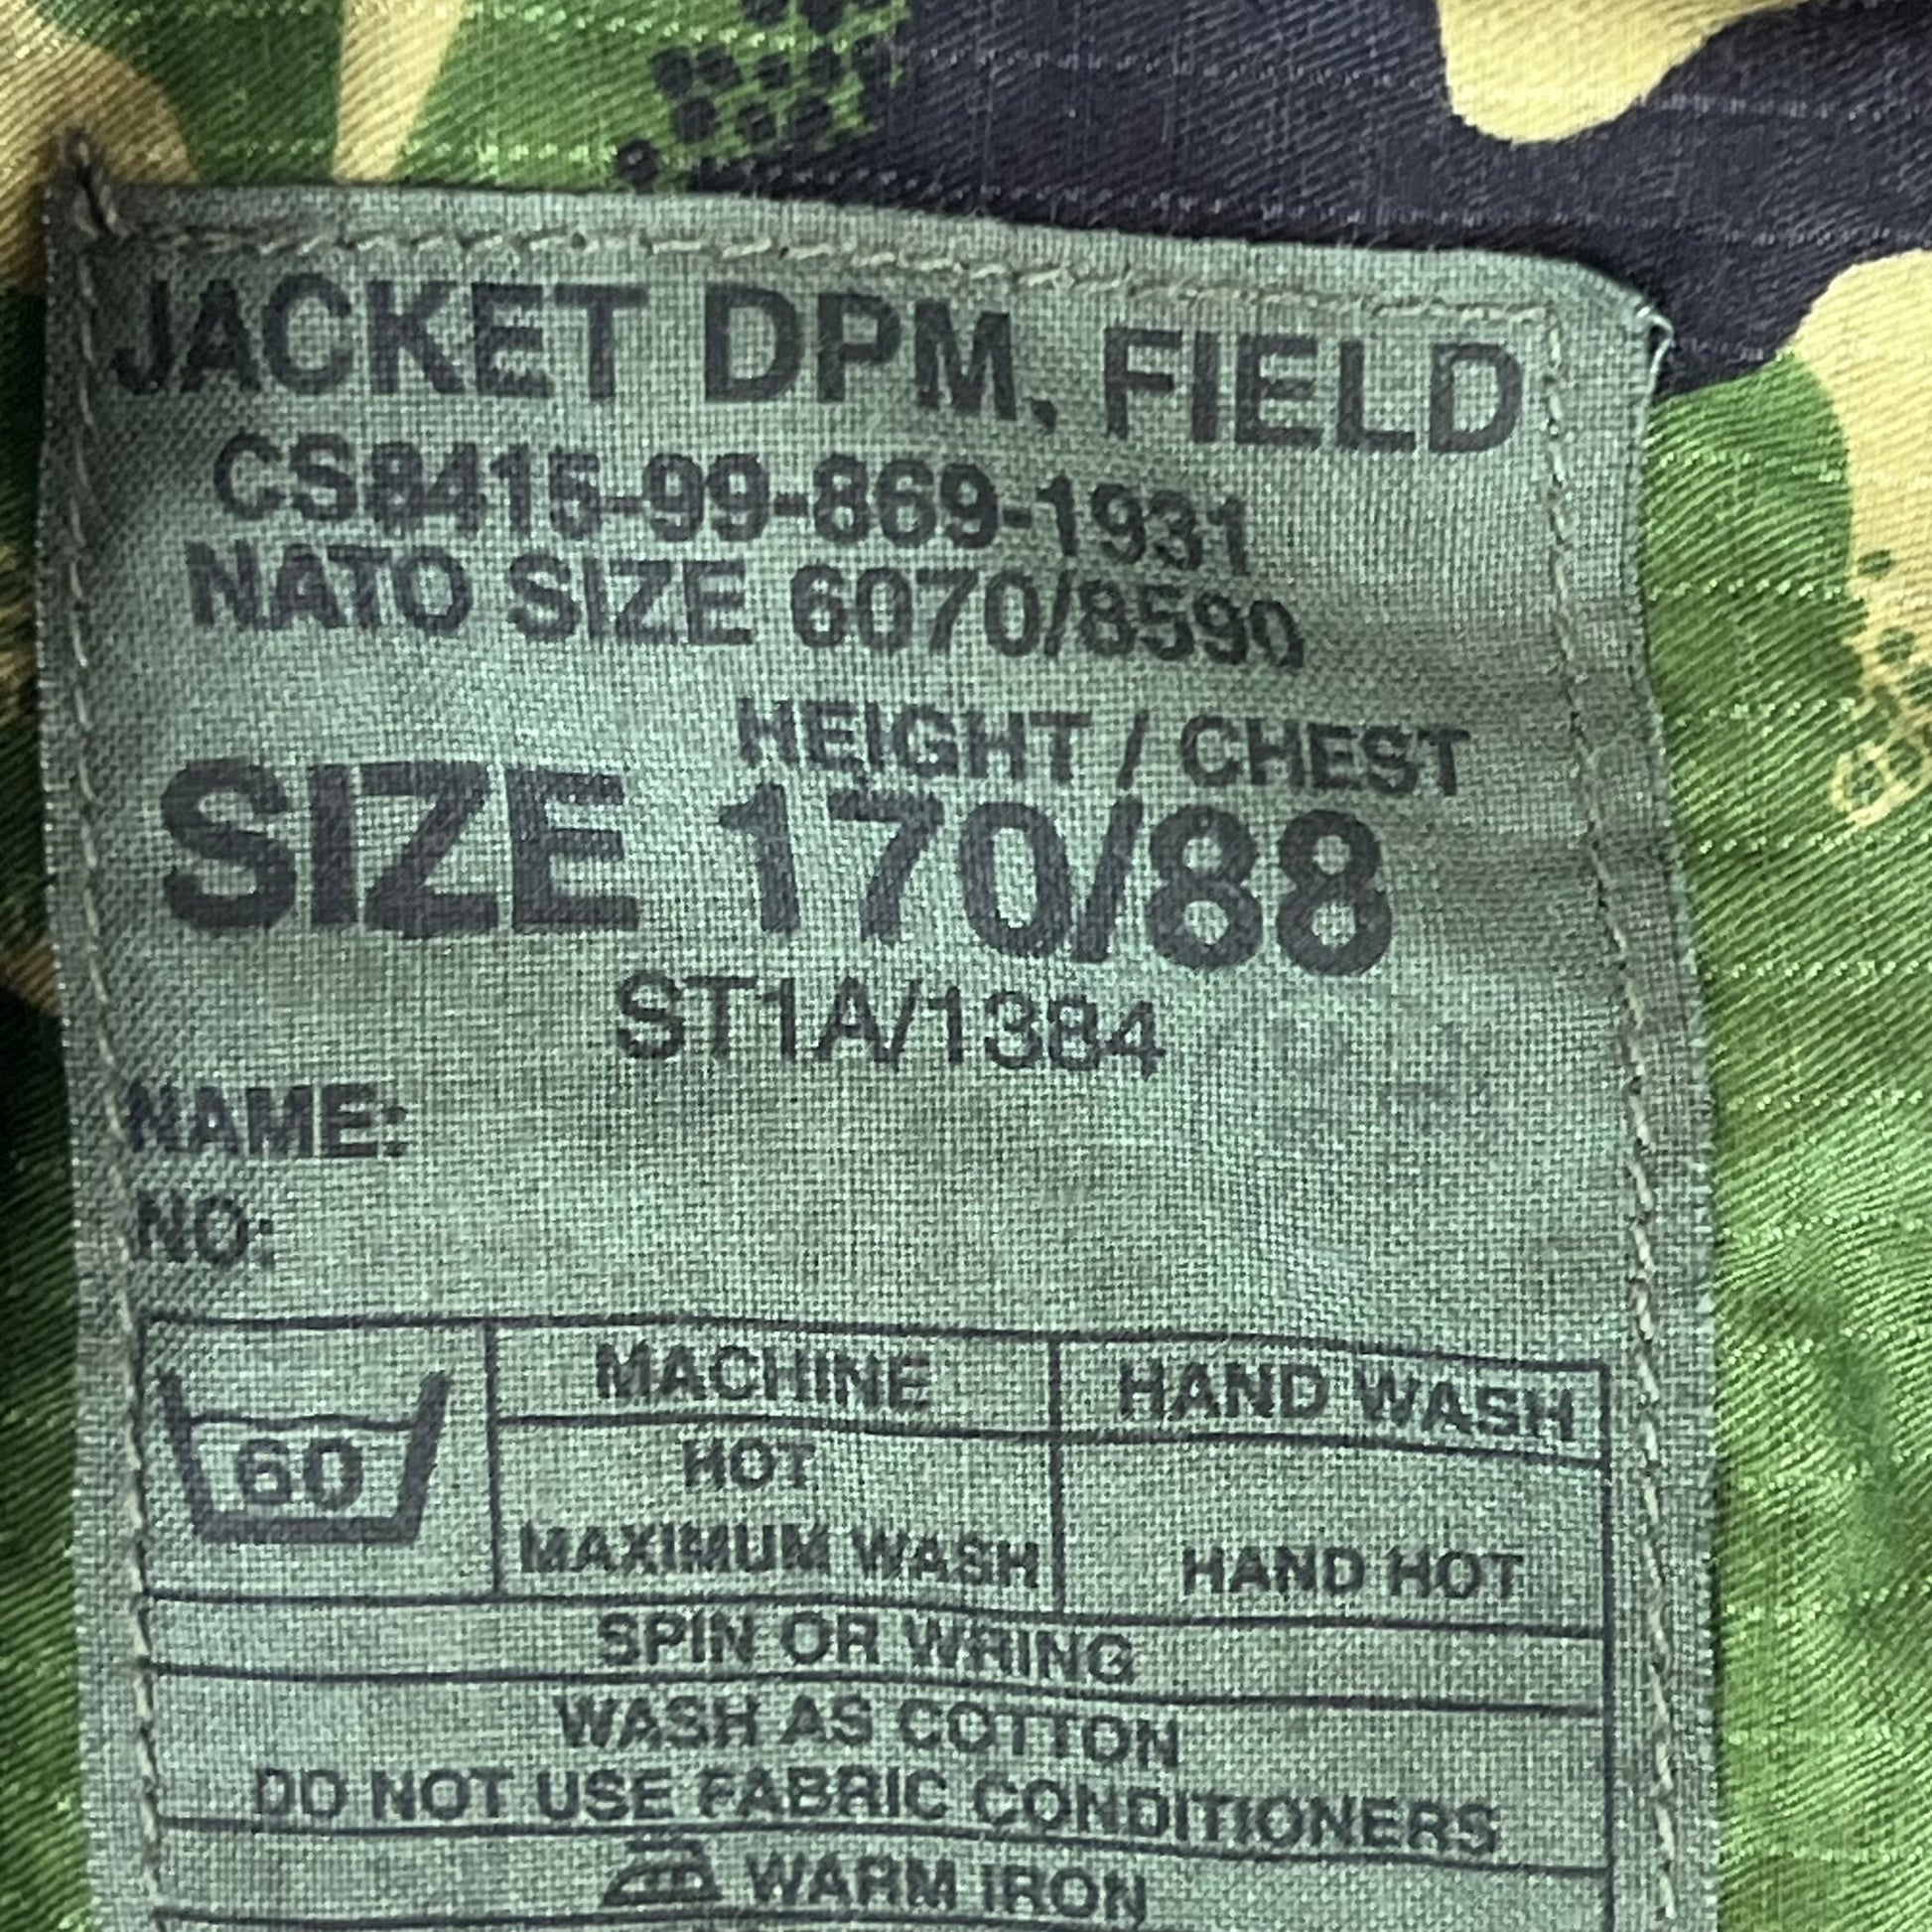 JACKET DPM, FIELD
CS8415-99-869-1931
NATO SIZE 6070/8590
HEIGHT / CHEST
SIZE 170/88
ST1A/1384
NAME:
NO:
MACHINE
HAND WASH
60
HOT
MAXIMUM WASH
HAND HOT
SPIN OR WRING
WASH AS COTTON
DO NOT USE FABRIC CONDITIONERS
WARM IRON